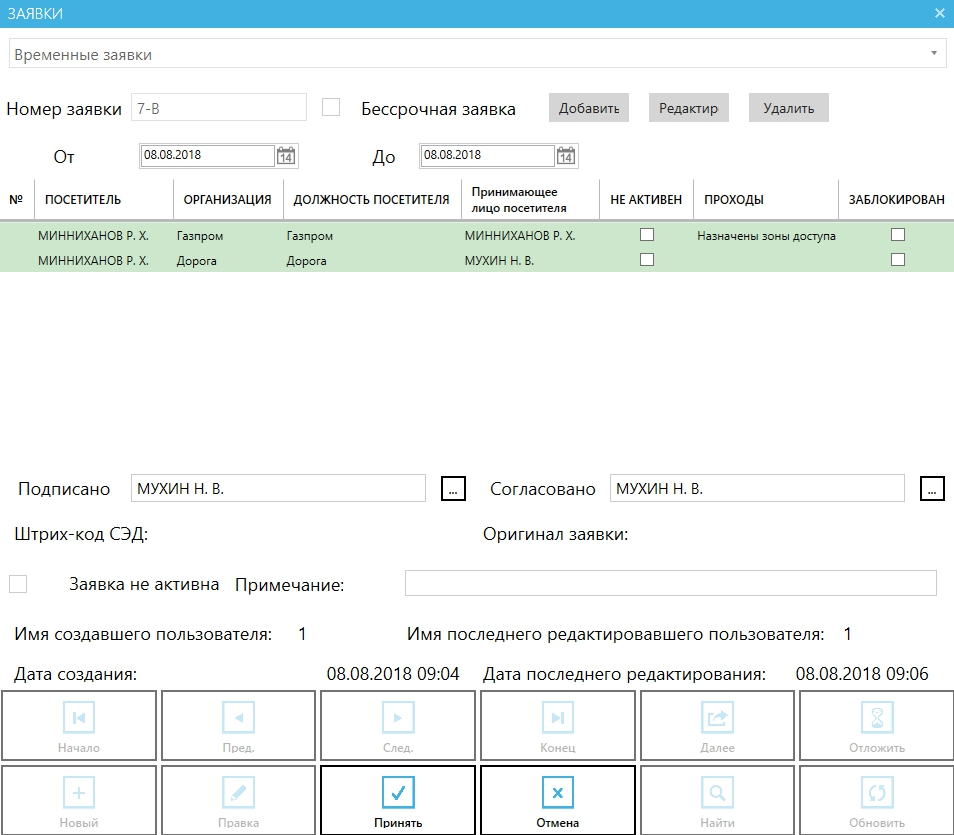 ЗАЯВКИ
Временные заявки
Номер заявки 7-В Бессрочная заявка Добавить Редактир Удалить
От 08.08.2018 14 До 08.08.2018 14
№ ПОСЕТИТЕЛЬ ОРГАНИЗАЦИЯ ДОЛЖНОСТЬ ПОСЕТИТЕЛЯ Принимающее лицо посетителя НЕ АКТИВЕН ПРОХОДЫ ЗАБЛОКИРОВАН
МИННИХАНОВ Р. Х. Газпром Газпром МИННИХАНОВ Р. Х. Назначены зоны доступа
МИННИХАНОВ Р. Х. Дорога Дорога МУХИН Н. В.
Подписано МУХИН Н. В. ... Согласовано МУХИН Н. В. ...
Штрих-код СЭД: Оригинал заявки:
Заявка не активна Примечание:
Имя создавшего пользователя: 1 Имя последнего редактировавшего пользователя: 1
Дата создания: 08.08.2018 09:04 Дата последнего редактирования: 08.08.2018 09:06
Начало Пред. След. Конец Далее Отложить
Новый Правка Принять Отмена Найти Обновить